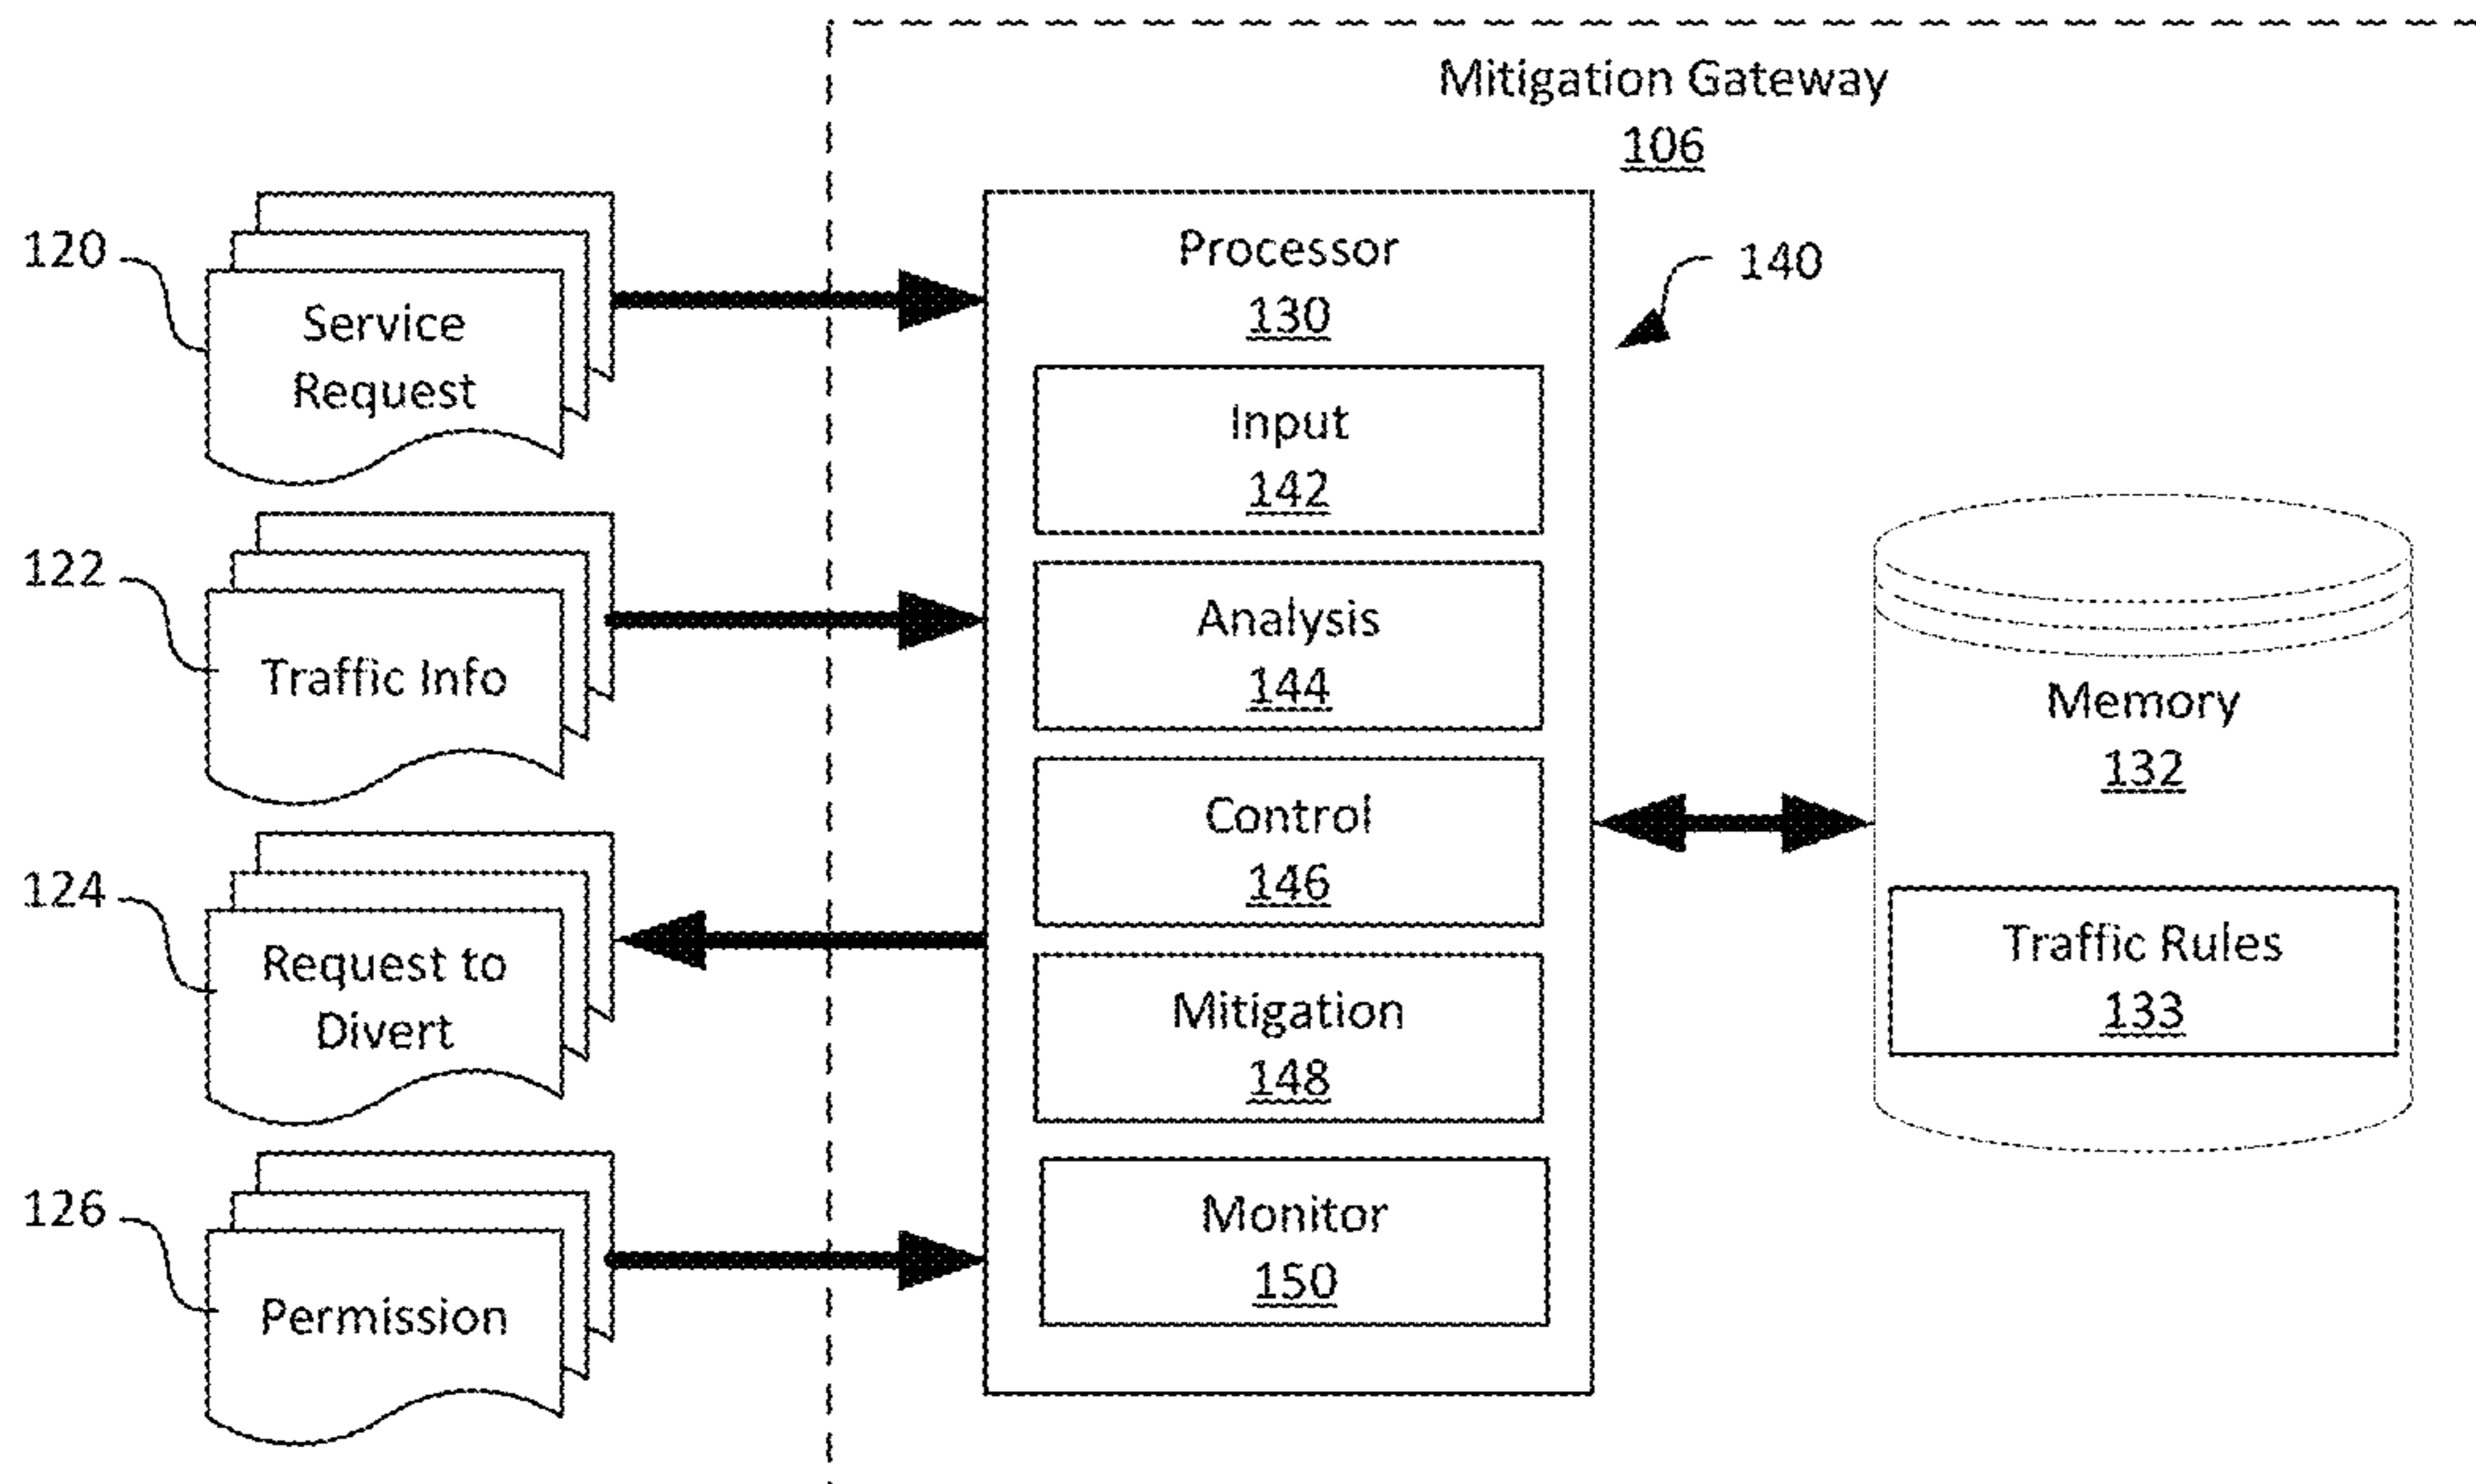 Mitigation Gateway
106
120
Service
Request
122
Traffic Info
124
Request to
Divert
126
Permission
Processor
130
140
Input
142
Analysis
144
Control
146
Mitigation
148
Monitor
150
Memory
132
Traffic Rules
133